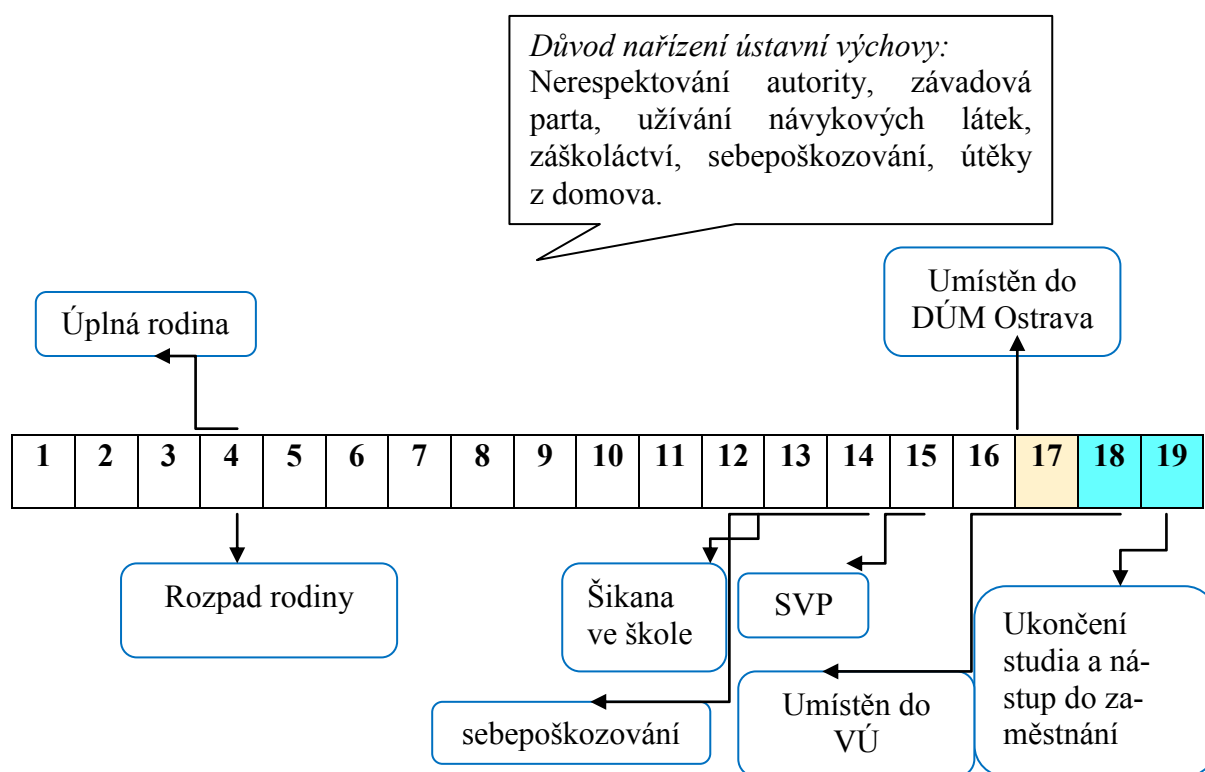 Důvod nařízení ústavní výchovy:
Nerespektování autority, závadová
parta, užívání návykových látek,
záškoláctví, sebepoškozování, útěky
z domova.
Umístěn do
DÚM Ostrava
Úplná rodina
1 2 3 4 5 6 7 8 9 10 11 12 13 14 15 16 17 18 19
Rozpad rodiny
Šikana
ve škole
SVP
Ukončení
studia a ná-
stup do za-
městnání
sebepoškozování
Umístěn do
VÚ